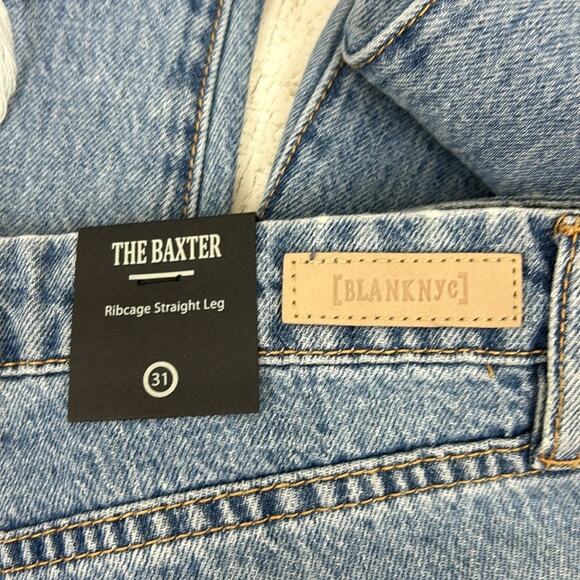 THE BAXTER
Ribcage Straight Leg
31
[BLANKNYC]